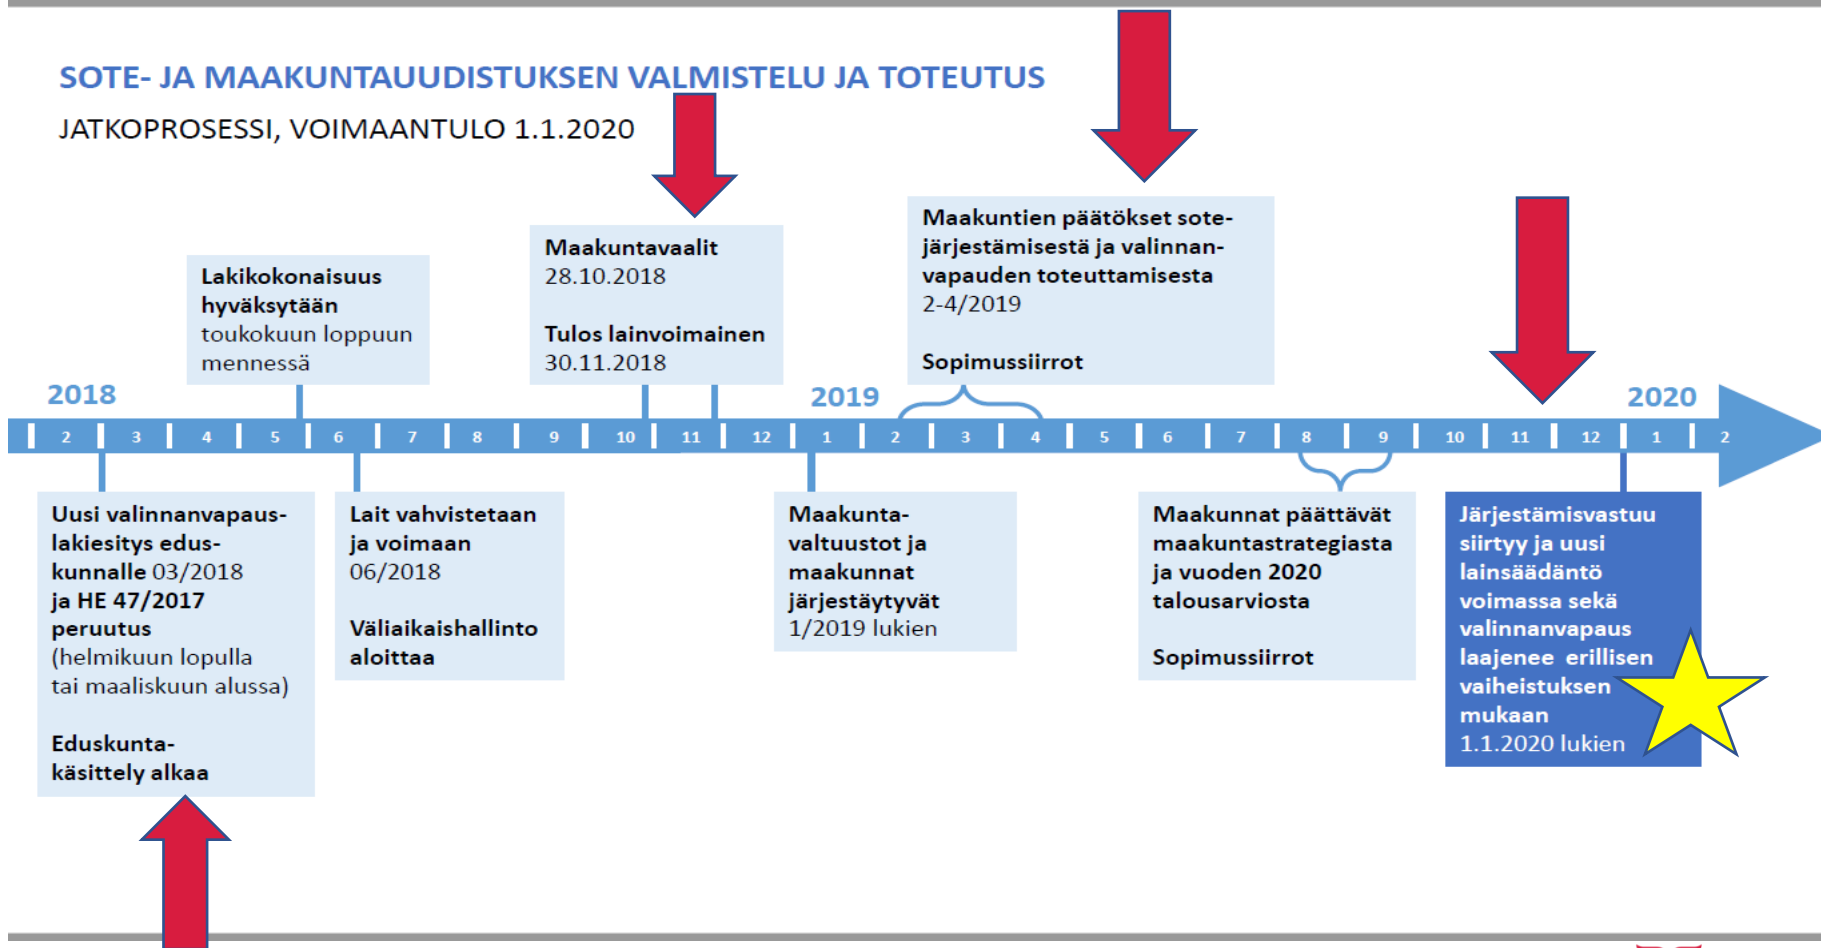 SOTE- JA MAAKUNTAUUDISTUKSEN VALMISTELU JA TOTEUTUS
JATKOPROSESSI, VOIMAANTULO 1.1.2020
Lakikokonaisuus
hyväksytään
toukokuun loppuun
mennessä
Maakuntavaalit
28.10.2018
Tulos lainvoimainen
30.11.2018
Maakuntien päätökset sote-
järjestämisestä ja valinnan-
vapauden toteuttamisesta
2-4/2019
Sopimussiirrot
2018
2019
2020
2 3 4 5 6 7 8 9 10 11 12 1 2 3 4 5 6 7 8 9 10 11 12 1 2
Uusi valinnanvapaus-
lakiesitys edus-
kunnalle 03/2018
ja HE 47/2017
peruutus
(helmikuun lopulla
tai maaliskuun alussa)
Eduskunta-
käsittely alkaa
Lait vahvistetaan
ja voimaan
06/2018
Väliaikaishallinto
aloittaa
Maakunta-
valtuustot ja
maakunnat
järjestäytyvät
1/2019 lukien
Maakunnat päättävät
maakuntastrategiasta
ja vuoden 2020
talousarviosta
Sopimussiirrot
Järjestämisvastuu
siirtyy ja uusi
lainsäädäntö
voimassa sekä
valinnanvapaus
laajenee erillisen
vaiheistuksen
mukaan
1.1.2020 lukien